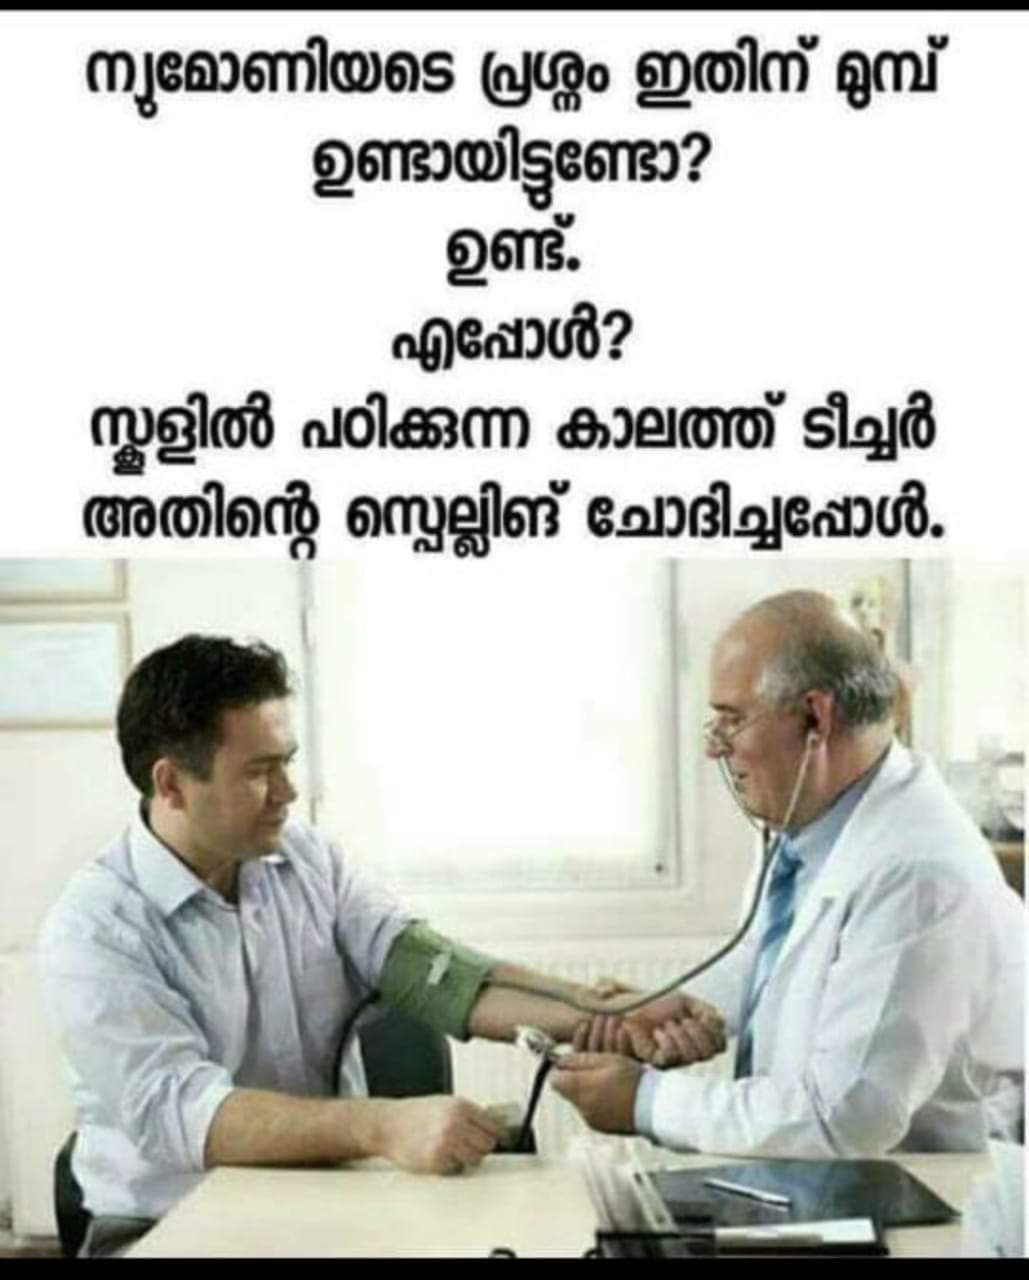 ന്യുമോണിയടെ പ്രശ്നം ഇതിന് മുമ്പ്
ഉണ്ടായിട്ടുണ്ടോ?
ഉണ്ട്.
എപ്പോൾ?
സ്കൂളിൽ പഠിക്കുന്ന കാലത്ത് ടീച്ചർ
അതിന്റെ സ്പെല്ലിങ് ചോദിച്ചപ്പോൾ.